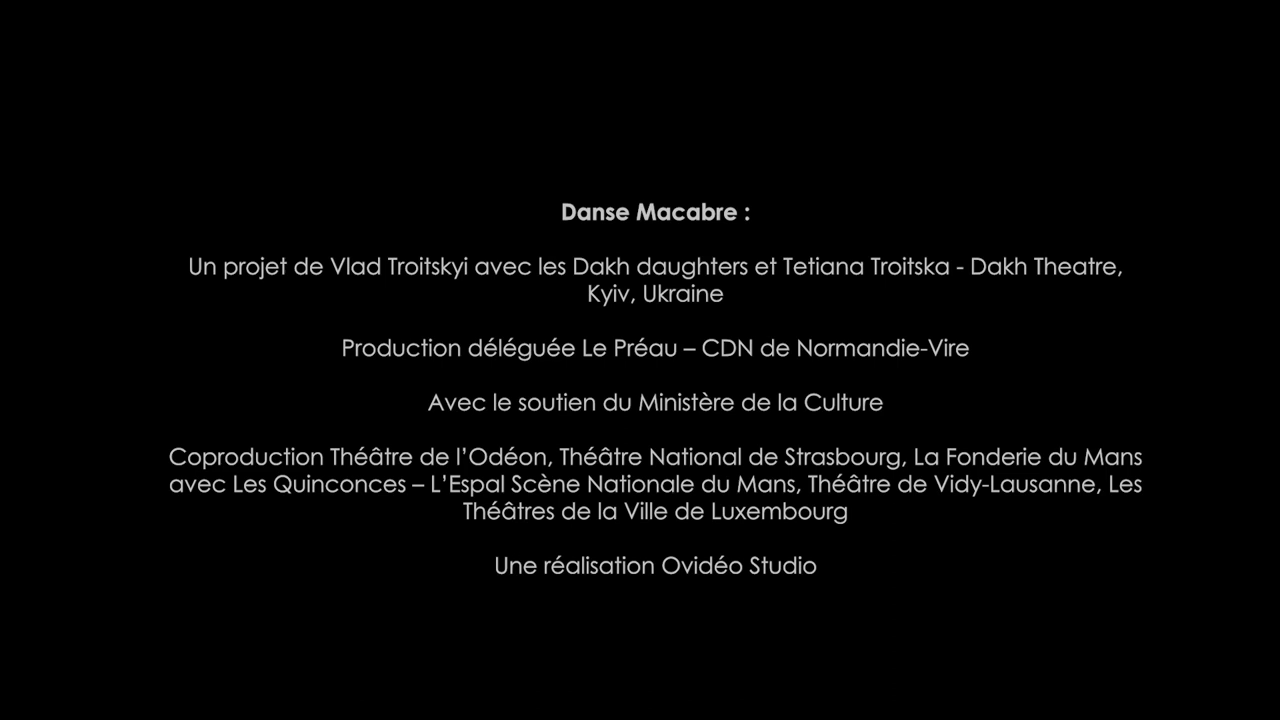 Danse Macabre :
Un projet de Vlad Troitskyi avec les Dakh daughters et Tetiana Troitska - Dakh Theatre,
Kyiv, Ukraine
Production déléguée Le Préau – CDN de Normandie-Vire
Avec le soutien du Ministère de la Culture
Coproduction Théâtre de l’Odéon, Théâtre National de Strasbourg, La Fonderie du Mans
avec Les Quinconces – L’Espal Scène Nationale du Mans, Théâtre de Vidy-Lausanne, Les
Théâtres de la Ville de Luxembourg
Une réalisation Ovidéo Studio